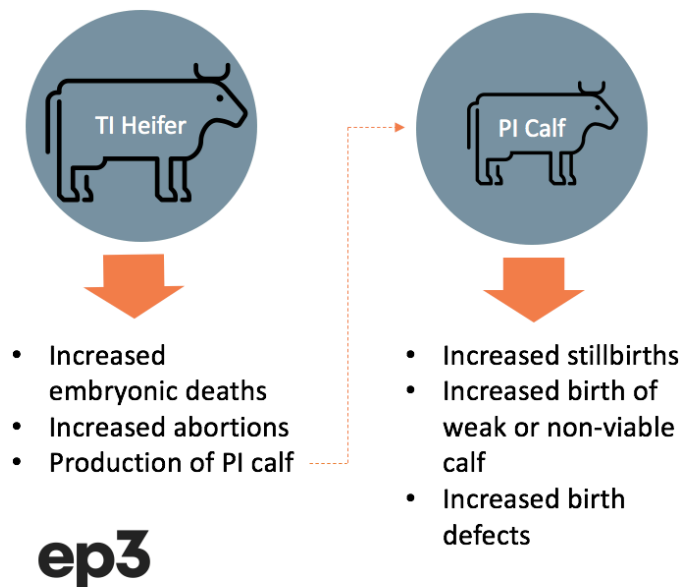 TI Heifer
• Increased
embryonic deaths
• Increased abortions
• Production of PI calf
PI Calf
• Increased stillbirths
• Increased birth of
weak or non-viable
calf
• Increased birth
defects
ep3